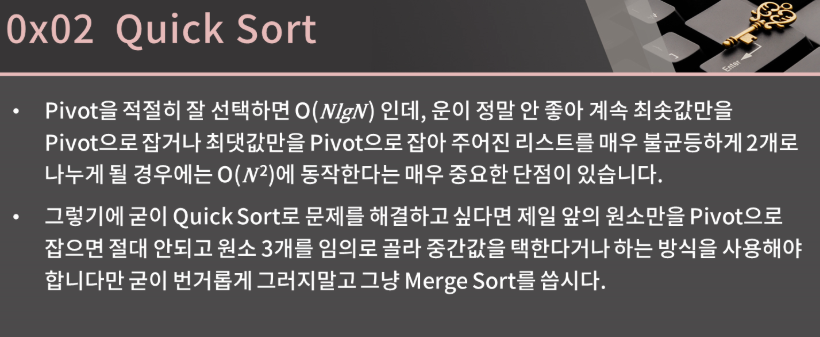 0x02 Quick Sort
Enter
• Pivot을 적절히 잘 선택하면 O(NlgN) 인데, 운이 정말 안 좋아 계속 최솟값만을
Pivot으로 잡거나 최댓값만을 Pivot으로 잡아 주어진 리스트를 매우 불균등하게 2개로
나누게 될 경우에는 O(N²)에 동작한다는 매우 중요한 단점이 있습니다.
• 그렇기에 굳이 Quick Sort로 문제를 해결하고 싶다면 제일 앞의 원소만을 Pivot으로
잡으면 절대 안되고 원소 3개를 임의로 골라 중간값을 택한다거나 하는 방식을 사용해야
합니다만 굳이 번거롭게 그러지말고 그냥 Merge Sort를 씁시다.